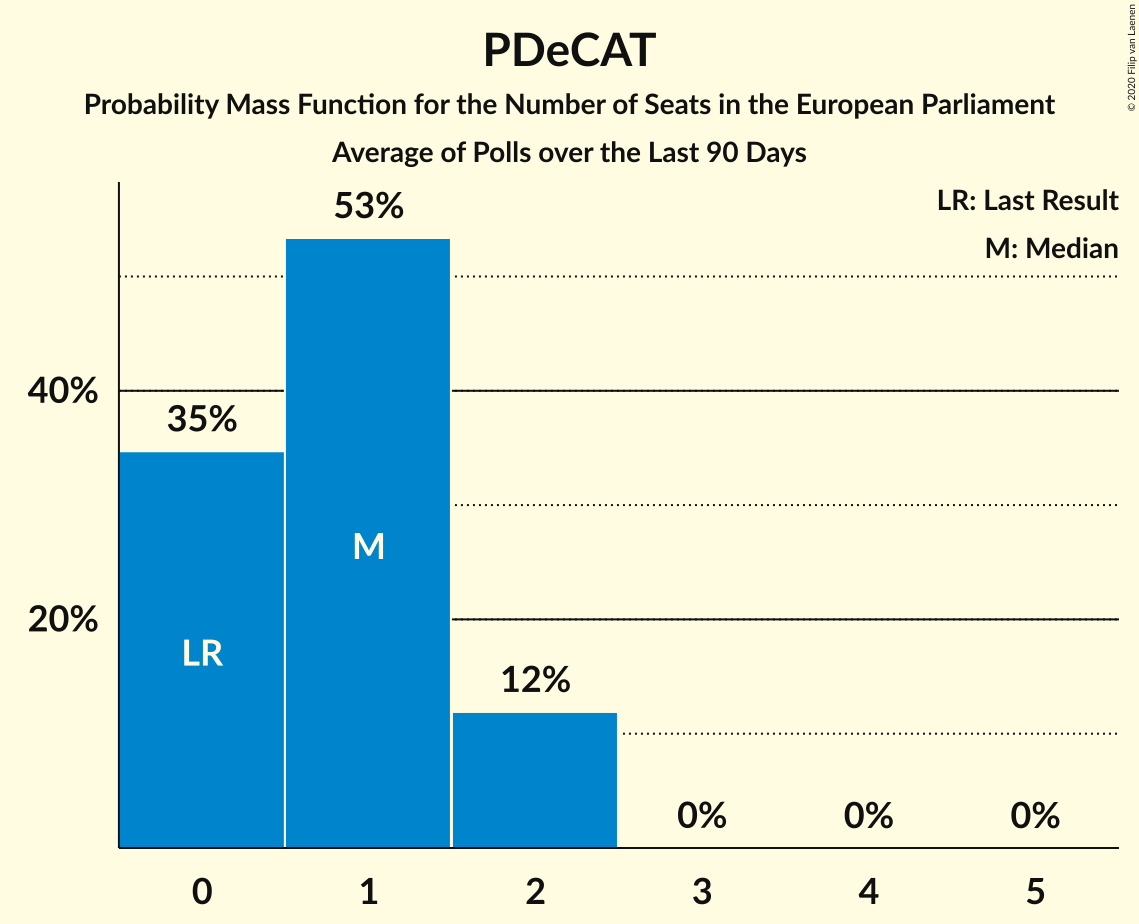 PDeCAT
Probability Mass Function for the Number of Seats in the European Parliament
Average of Polls over the Last 90 Days
© 2020 Filip van Laenen
LR: Last Result
M: Median
53%
40%
35%
M
20%
LR
12%
0% 0% 0%
0 1 2 3 4 5